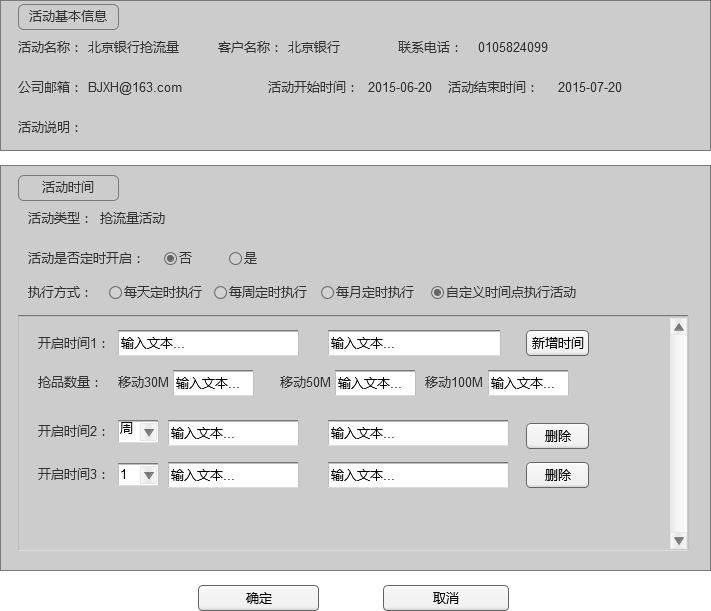 活动基本信息
活动名称： 北京银行抢流量 客户名称： 北京银行 联系电话： 0105824099
公司邮箱： BJXH@163.com 活动开始时间： 2015-06-20 活动结束时间： 2015-07-20
活动说明：
活动时间
活动类型： 抢流量活动
活动是否定时开启： 否 是
执行方式： 每天定时执行 每周定时执行 每月定时执行 自定义时间点执行活动
开启时间1： 输入文本... 输入文本... 新增时间
抢品数量： 移动30M 输入文本... 移动50M 输入文本... 移动100M 输入文本...
开启时间2： 周 输入文本... 输入文本... 删除
开启时间3： 1 输入文本... 输入文本... 删除
确定 取消